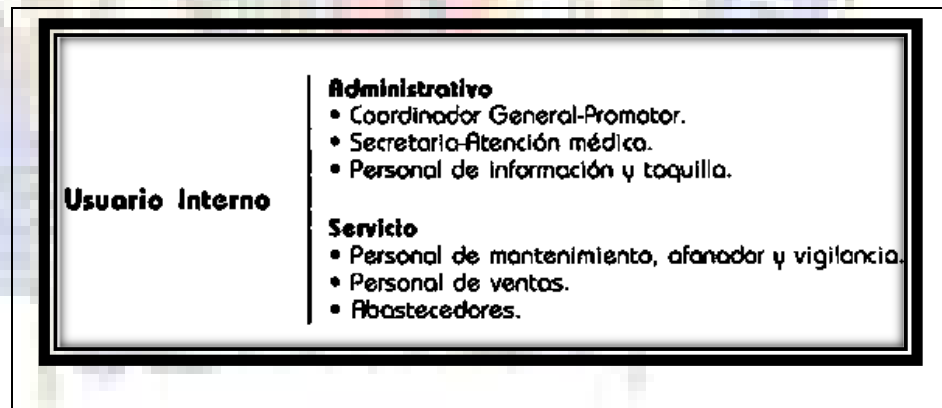 Administrativo
• Coordinador General-Promotor.
• Secretaria-Atención médica.
• Personal de información y taquilla.
Usuario Interno
Servicio
• Personal de mantenimiento, afanador y vigilancia.
• Personal de ventas.
• Abastecedores.